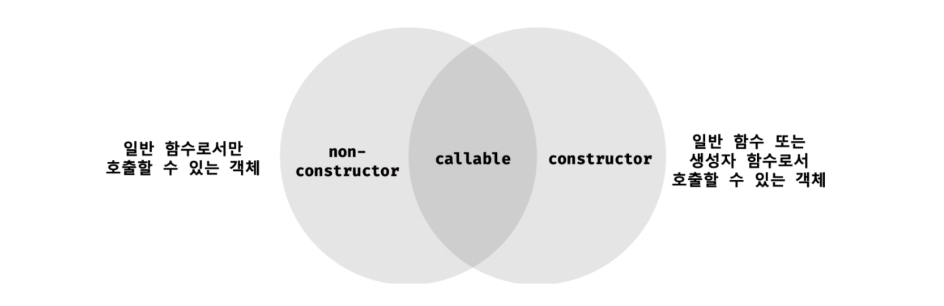 일반 함수로서만
호출할 수 있는 객체
non-
constructor
callable
constructor
일반 함수 또는
생성자 함수로서
호출할 수 있는 객체